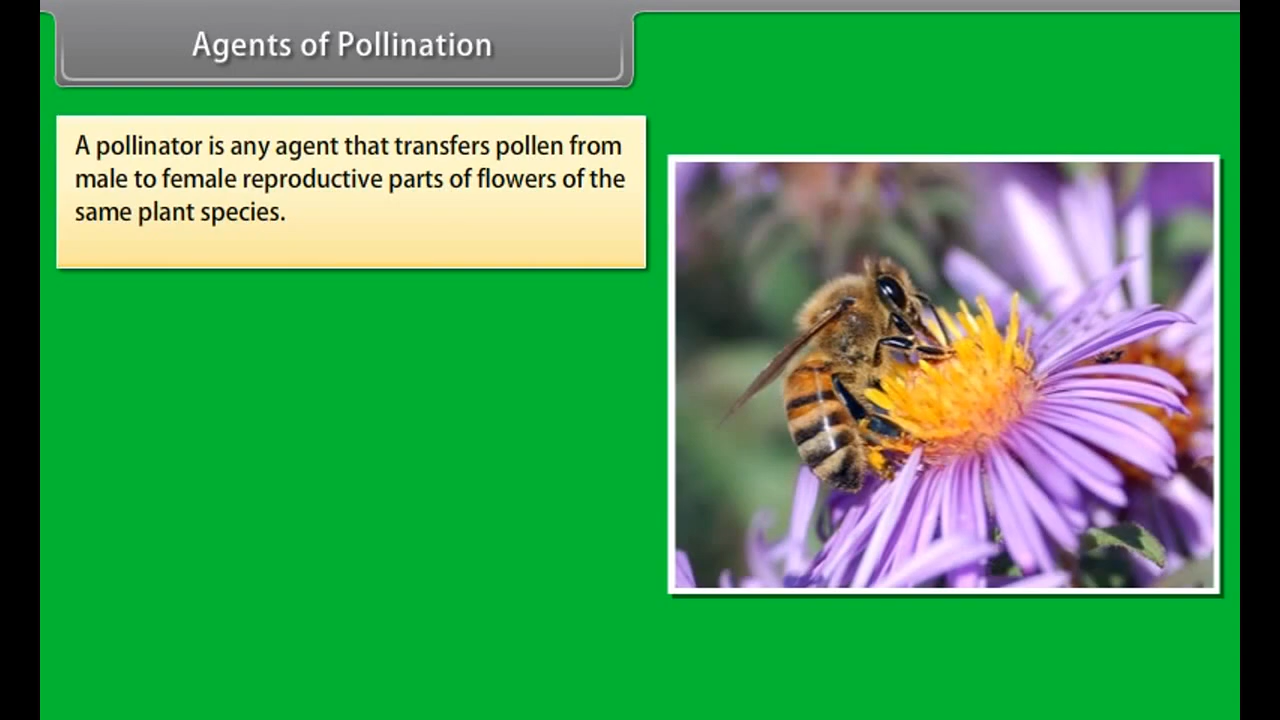 Agents of Pollination
A pollinator is any agent that transfers pollen from
male to female reproductive parts of flowers of the
same plant species.